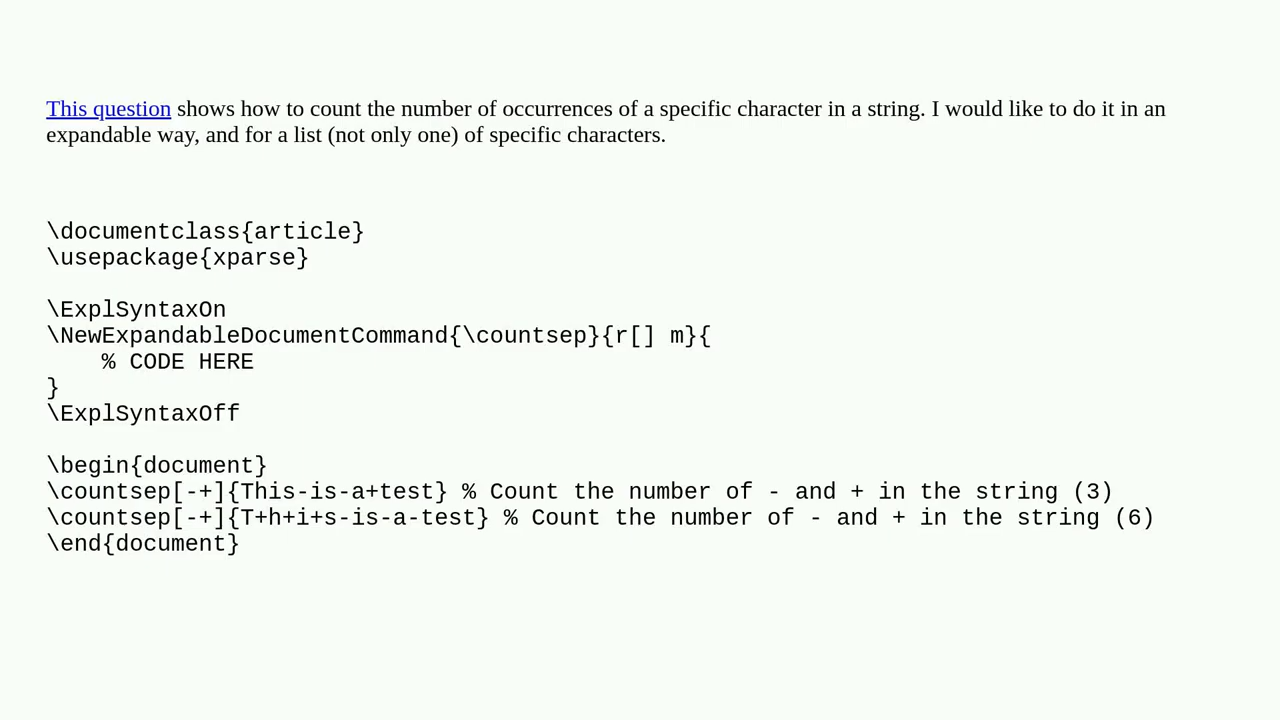 This question shows how to count the number of occurrences of a specific character in a string. I would like to do it in an
expandable way, and for a list (not only one) of specific characters.
\documentclass{article}
\usepackage{xparse}
\ExplSyntaxOn
\NewExpandableDocumentCommand{\countsep}{r[] m}{
    % CODE HERE
}
\ExplSyntaxOff
\begin{document}
\countsep[-+]{This-is-a+test} % Count the number of - and + in the string (3)
\countsep[-+]{T+h+i+s-is-a-test} % Count the number of - and + in the string (6)
\end{document}